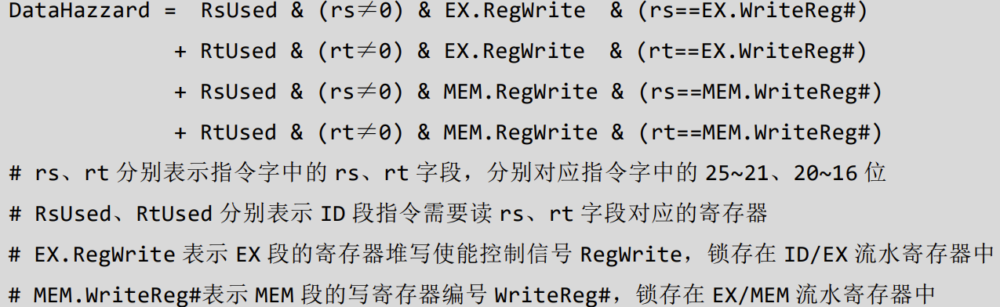 DataHazzard = RsUsed & (rs≠0) & EX.RegWrite & (rs==EX.WriteReg#)
+ RtUsed & (rt≠0) & EX.RegWrite & (rt==EX.WriteReg#)
+ RsUsed & (rs≠0) & MEM.RegWrite & (rs==MEM.WriteReg#)
+ RtUsed & (rt≠0) & MEM.RegWrite & (rt==MEM.WriteReg#)
# rs、rt 分别表示指令字中的 rs、rt 字段，分别对应指令字中的 25~21、20~16 位
# RsUsed、RtUsed 分别表示 ID 段指令需要读 rs、rt 字段对应的寄存器
# EX.RegWrite 表示 EX 段的寄存器堆写使能控制信号 RegWrite，锁存在 ID/EX 流水寄存器中
# MEM.WriteReg#表示 MEM 段的写寄存器编号 WriteReg#，锁存在 EX/MEM 流水寄存器中